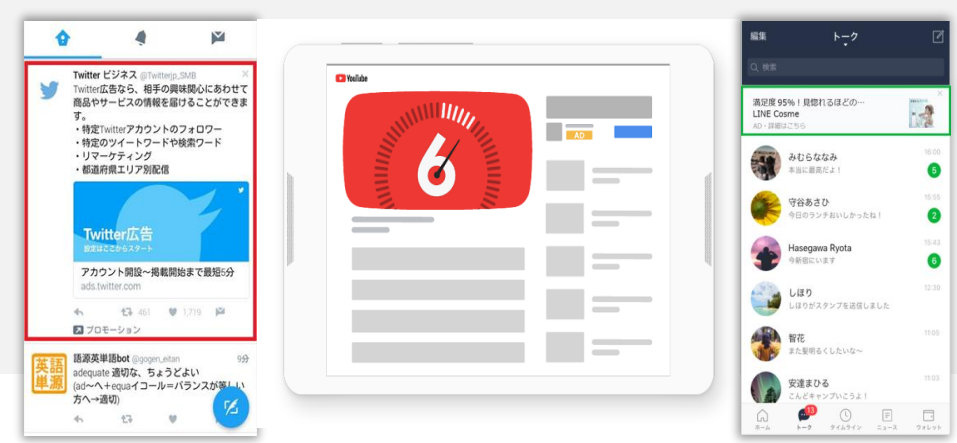 Twitter ビジネス @Twitterjp_SMB
Twitter広告なら、相手の興味関心にあわせて
商品やサービスの情報を届けることができま
す。
・特定Twitterアカウントのフォロワー
・特定のツイートワードや検索ワード
・リマーケティング
・都道府県エリア別配信
Twitter広告
設定はここからスタート
アカウント開設〜掲載開始まで最短5分
ads.twitter.com
461 1,719
プロモーション
英語
単源
語源英単語bot @gogen_eitan 9分
adequate 適切な、ちょうどよい
(ad〜へ+equaイコール=バランスが等しい
方へ→適切)
YouTube
6
AD
編集 トーク
検索
満足度95%！見惚れるほどの…
LINE Cosme
AD・詳細はこちら
みむらななみ 16:00
本当に最高だよ！ 5
守谷あさひ 15:56
今日のランチおいしかったね！ 2
Hasegawa Ryota 15:43
今新宿にいます 6
しほり 12:30
しほりがスタンプを送信しました
智花 11:05
また髪明るくしたいな〜
安達まひる 11:03
こんどキャンプいこうよ！
13
ホーム トーク タイムライン ニュース ウォレット